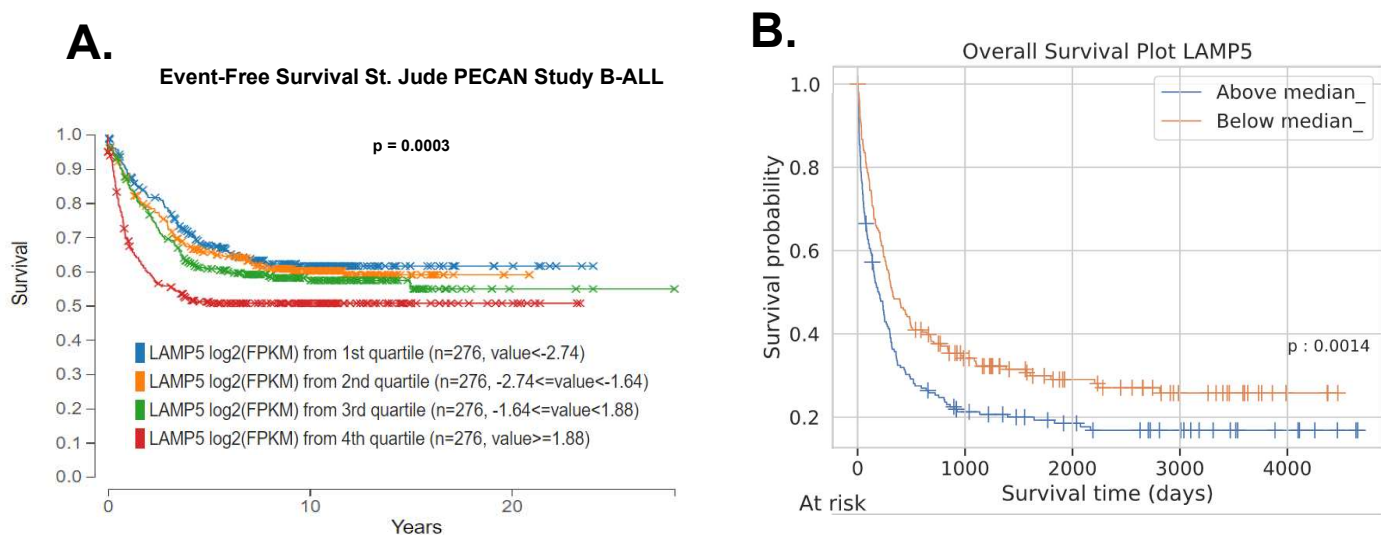 A.
Event-Free Survival St. Jude PECAN Study B-ALL
p = 0.0003
1.0
0.9
0.8
0.7
0.6
0.5
0.4
0.3
0.2
0.1
0.0
Survival
LAMP5 log2(FPKM) from 1st quartile (n=276, value<-2.74)
LAMP5 log2(FPKM) from 2nd quartile (n=276, -2.74<=value<-1.64)
LAMP5 log2(FPKM) from 3rd quartile (n=276, -1.64<=value<1.88)
LAMP5 log2(FPKM) from 4th quartile (n=276, value>=1.88)
0 10 20
Years
B.
Overall Survival Plot LAMP5
Above median_
Below median_
1.0
0.8
0.6
0.4
0.2
Survival probability
p : 0.0014
0 1000 2000 3000 4000
Survival time (days)
At risk